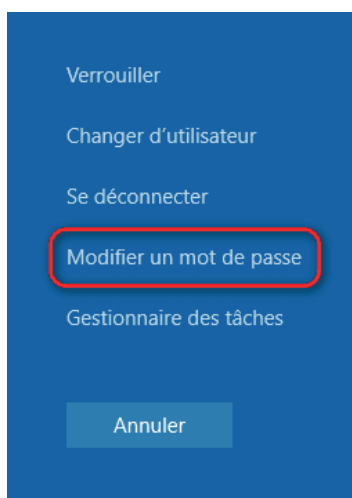 Verrouiller
Changer d’utilisateur
Se déconnecter
Modifier un mot de passe
Gestionnaire des tâches
Annuler